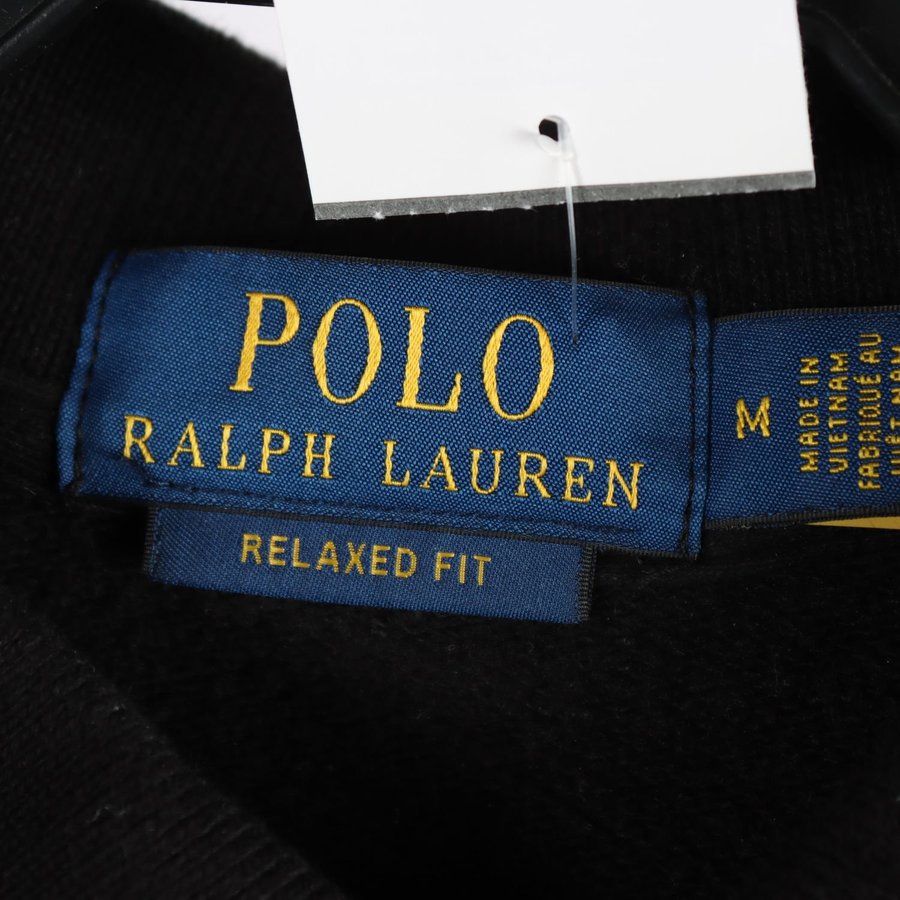 POLO
RALPH LAUREN
RELAXED FIT
M
MADE IN
VIETNAM
FABRIQUÉ AU